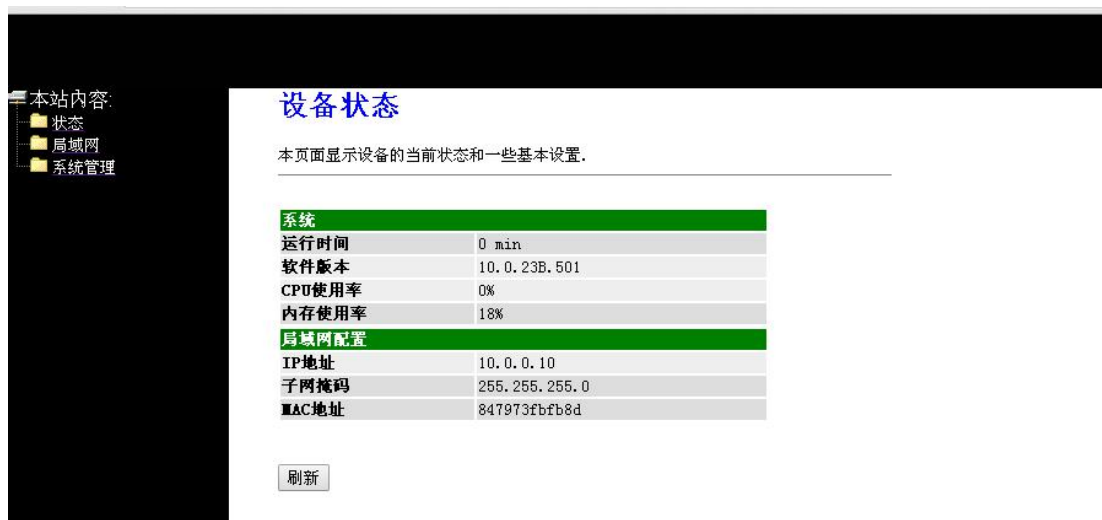 本站内容:
状态
局域网
系统管理
设备状态
本页面显示设备的当前状态和一些基本设置.
系统
运行时间 0 min
软件版本 10.0.23B.501
CPU使用率 0%
内存使用率 18%
局域网配置
IP地址 10.0.0.10
子网掩码 255.255.255.0
MAC地址 847973fbfb8d
刷新